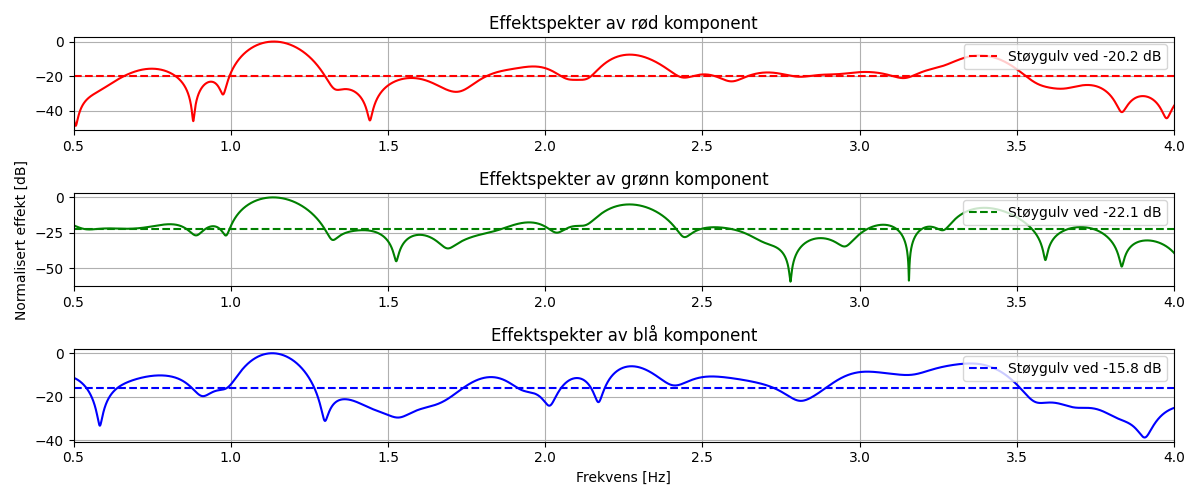 Effektspekter av rød komponent
0
−20
−40
Støygulv ved -20.2 dB
0.5 1.0 1.5 2.0 2.5 3.0 3.5 4.0
Normalisert effekt [dB]
Effektspekter av grønn komponent
0
−25
−50
Støygulv ved -22.1 dB
0.5 1.0 1.5 2.0 2.5 3.0 3.5 4.0
Effektspekter av blå komponent
0
−20
−40
Støygulv ved -15.8 dB
0.5 1.0 1.5 2.0 2.5 3.0 3.5 4.0
Frekvens [Hz]